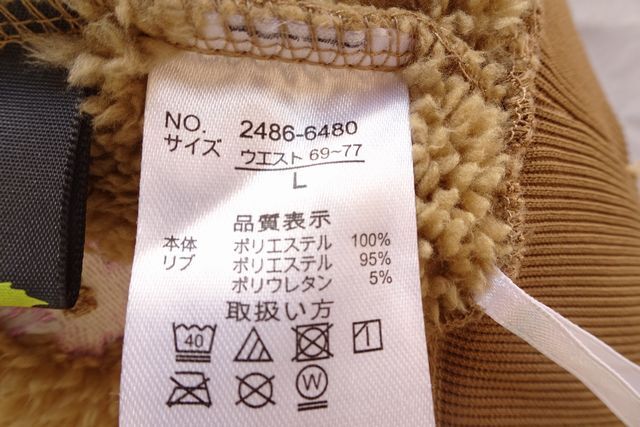 NO. 2486-6480
サイズ ウエスト 69~77
L
品質表示
本体 ポリエステル 100%
リブ ポリエステル 95%
ポリウレタン 5%
取扱い方
40
W